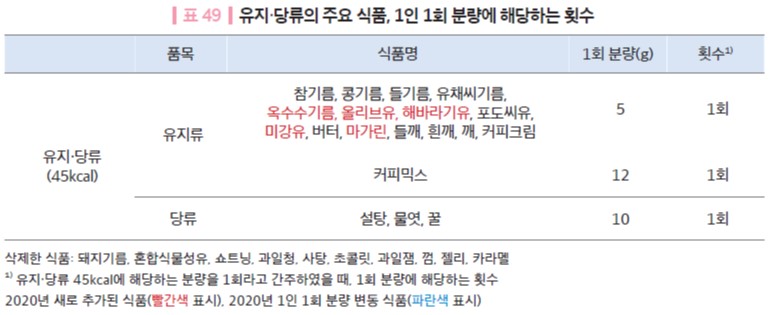 | 표 49 | 유지·당류의 주요 식품, 1인 1회 분량에 해당하는 횟수
품목 식품명 1회 분량(g) 횟수1)
유지·당류
(45kcal)
유지류
참기름, 콩기름, 들기름, 유채씨기름,
옥수수기름, 올리브유, 해바라기유, 포도씨유,
미강유, 버터, 마가린, 들깨, 흰깨, 깨, 커피크림
5 1회
커피믹스 12 1회
당류 설탕, 물엿, 꿀 10 1회
삭제한 식품: 돼지기름, 혼합식물성유, 쇼트닝, 과일청, 사탕, 초콜릿, 과일잼, 껌, 젤리, 카라멜
1) 유지·당류 45kcal에 해당하는 분량을 1회라고 간주하였을 때, 1회 분량에 해당하는 횟수
2020년 새로 추가된 식품(빨간색 표시), 2020년 1인 1회 분량 변동 식품(파란색 표시)